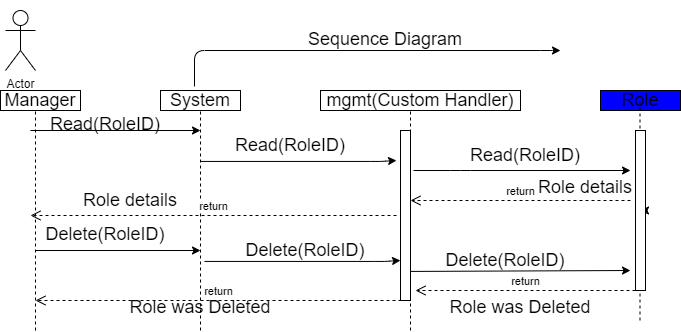 Sequence Diagram
Actor
Manager
System
mgmt(Custom Handler)
Role
Read(RoleID)
Read(RoleID)
Read(RoleID)
return Role details
Role details
return
Delete(RoleID)
Delete(RoleID)
Delete(RoleID)
return
return
Role was Deleted
Role was Deleted